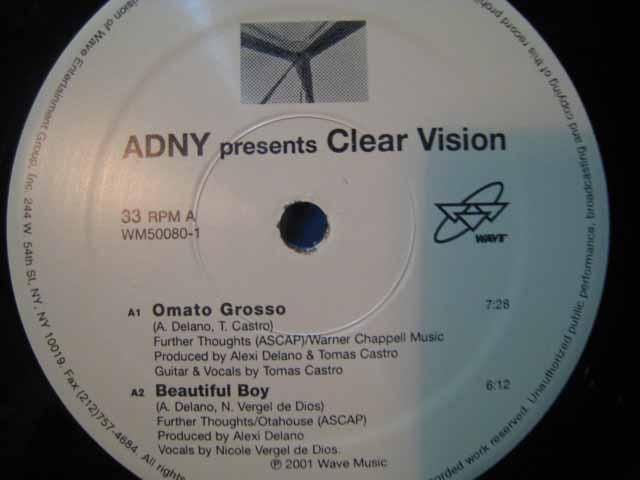 ADNY presents Clear Vision
33 RPM A
WM50080-1
WAVE
A1 Omato Grosso 7:28
(A. Delano, T. Castro)
Further Thoughts (ASCAP)/Warner Chappell Music
Produced by Alexi Delano & Tomas Castro
Guitar & Vocals by Tomas Castro
A2 Beautiful Boy 6:12
(A. Delano, N. Vergel de Dios)
Further Thoughts/Otahouse (ASCAP)
Produced by Alexi Delano
Vocals by Nicole Vergel de Dios.
℗ 2001 Wave Music
of Wave Entertainment Group, Inc. 244 W. 54th St, NY, NY 10019. Fax (212)757-4684. All rights
work reserved. Unauthorized public performance, broadcasting and copying of this record